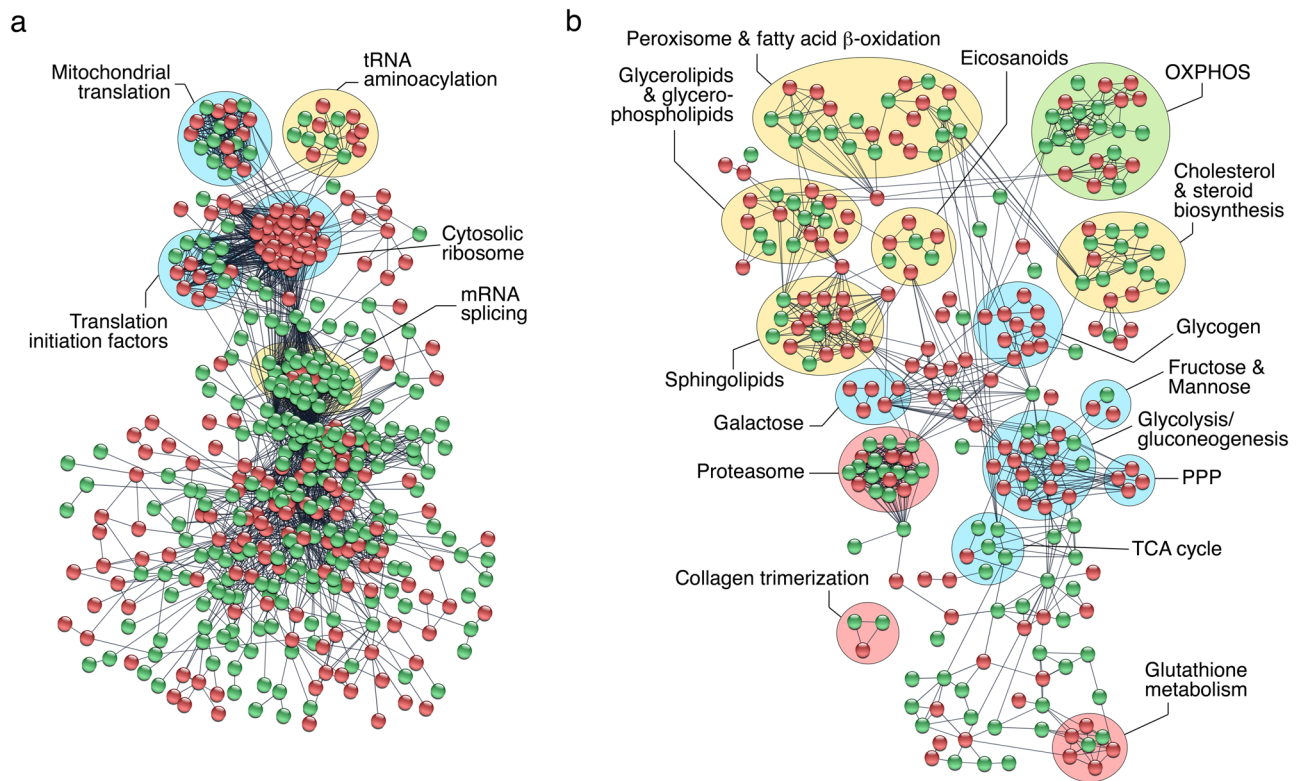 a
Mitochondrial
translation
tRNA
aminoacylation
Cytosolic
ribosome
mRNA
splicing
Translation
initiation factors
b
Peroxisome & fatty acid β-oxidation
Glycerolipids
& glycero-
phospholipids
Eicosanoids
OXPHOS
Cholesterol
& steroid
biosynthesis
Glycogen
Sphingolipids
Fructose &
Mannose
Galactose
Glycolysis/
gluconeogenesis
Proteasome
PPP
TCA cycle
Collagen trimerization
Glutathione
metabolism